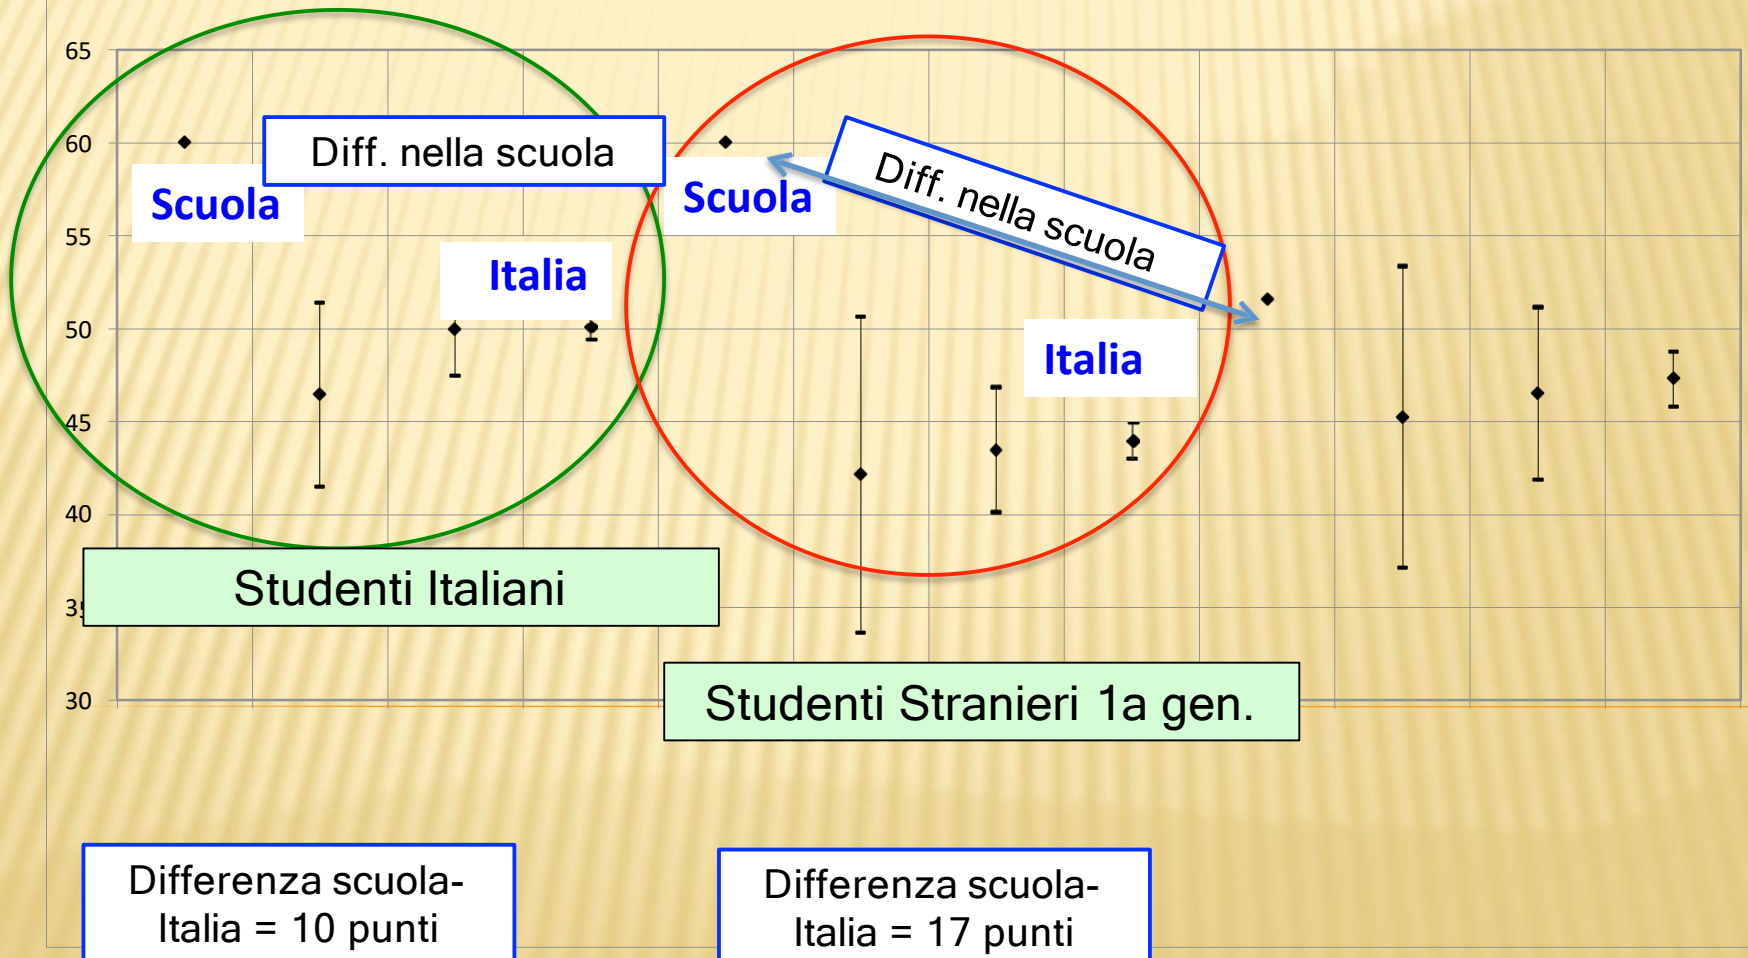 65
60
55
50
45
40
30
Diff. nella scuola
Scuola
Italia
Scuola
Diff. nella scuola
Italia
Studenti Italiani
Studenti Stranieri 1a gen.
Differenza scuola-
Italia = 10 punti
Differenza scuola-
Italia = 17 punti